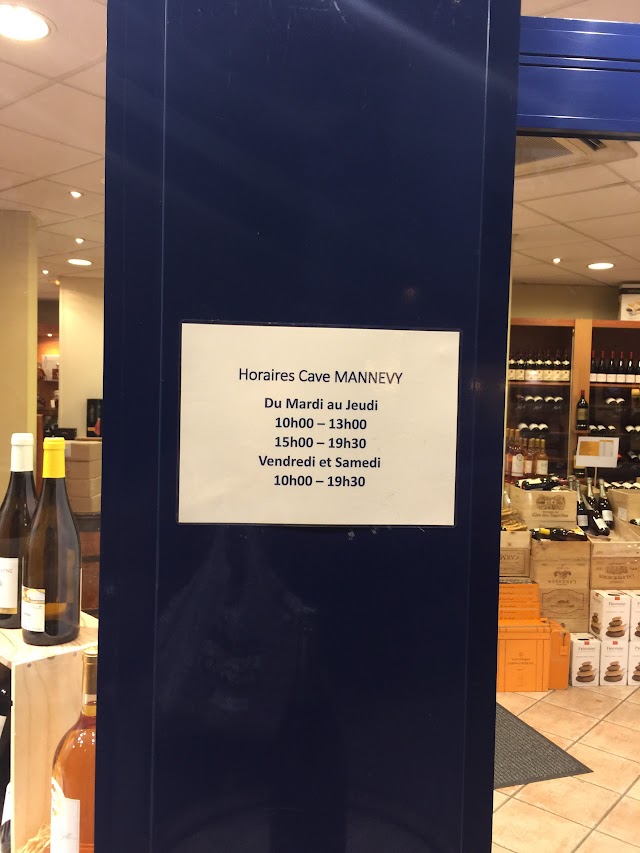 Horaires Cave MANNEVY
Du Mardi au Jeudi
10h00 – 13h00
15h00 – 19h30
Vendredi et Samedi
10h00 – 19h30